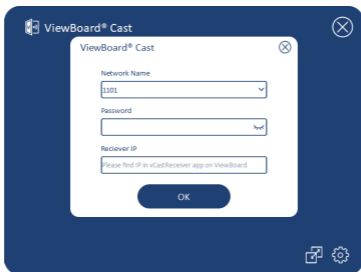 ViewBoard® Cast
ViewBoard® Cast
Network Name
1101
Password
Reciever IP
Please find IP in vCastReceiver app on ViewBoard
OK